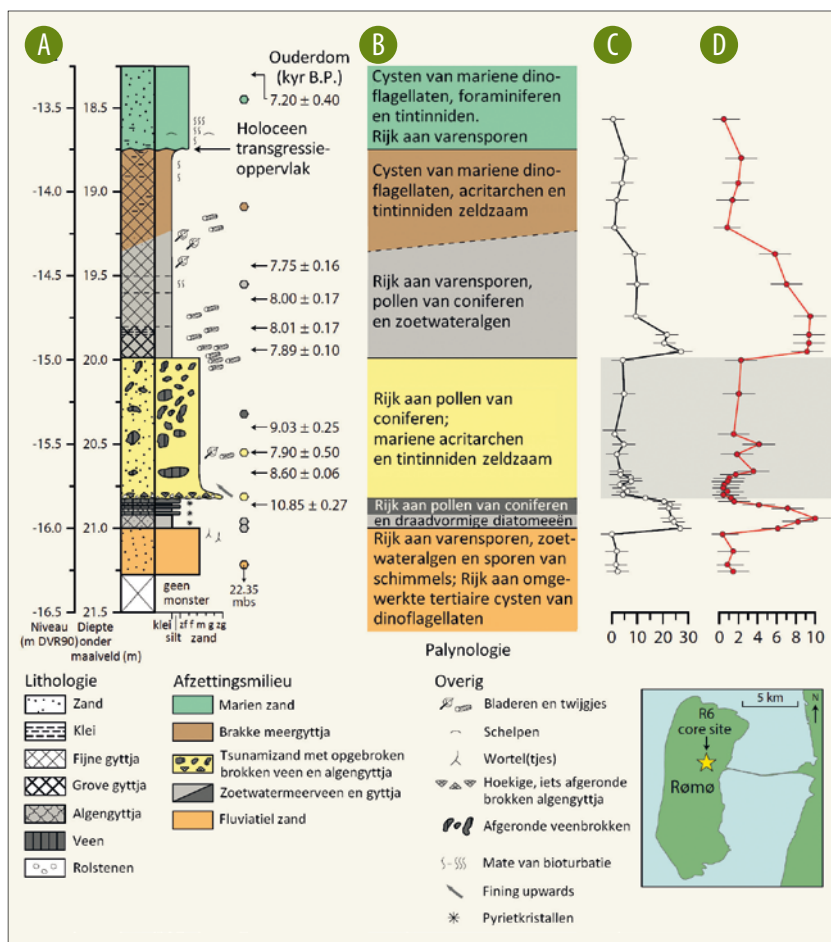 A
B
C
D
Ouderdom
(kyr B.P.)
7.20 ± 0.40
Holoceen
transgressie-
oppervlak
7.75 ± 0.16
8.00 ± 0.17
8.01 ± 0.17
7.89 ± 0.10
9.03 ± 0.25
7.90 ± 0.50
8.60 ± 0.06
10.85 ± 0.27
22.35
mbs
-13.5
-14.0
-14.5
-15.0
-15.5
-16.0
-16.5
18.5
19.0
19.5
20.0
20.5
21.0
21.5
geen
monster
Niveau
(m DVR90)
Diepte
onder
maalveld (m)
klei
silt
zf f m g zg
zand
Cysten van mariene dino-
flagellaten, foraminiferen
en tintinniden.
Rijk aan varensporen
Cysten van mariene dino-
flagellaten, acritarchen en
tintinniden zeldzaam
Rijk aan varensporen,
pollen van coniferen
en zoetwateralgen
Rijk aan pollen van
coniferen;
mariene acritarchen
en tintinniden zeldzaam
Rijk aan pollen van coniferen
en draadvormige diatomeeën
Rijk aan varensporen, zoet-
wateralgen en sporen van
schimmels; Rijk aan omge-
werkte tertiaire cysten van
dinoflagellaten
Palynologie
0 10 20 30
0 2 4 6 8 10
Lithologie
Zand
Klei
Fijne gyttja
Grove gyttja
Algengyttja
Veen
Rolstenen
Afzettingsmilieu
Marien zand
Brakke meergyttja
Tsunamizand met opgebroken
brokken veen en algengyttja
Zoetwatermeerveen en gyttja
Fluviatiel zand
Overig
Bladeren en twijgjes
Schelpen
Wortel(tjes)
Hoekige, iets afgeronde
brokken algengyttja
Afgeronde veenbrokken
Mate van bioturbatie
Fining upwards
Pyrietkristallen
5 km
N
R6
core site
Rømø